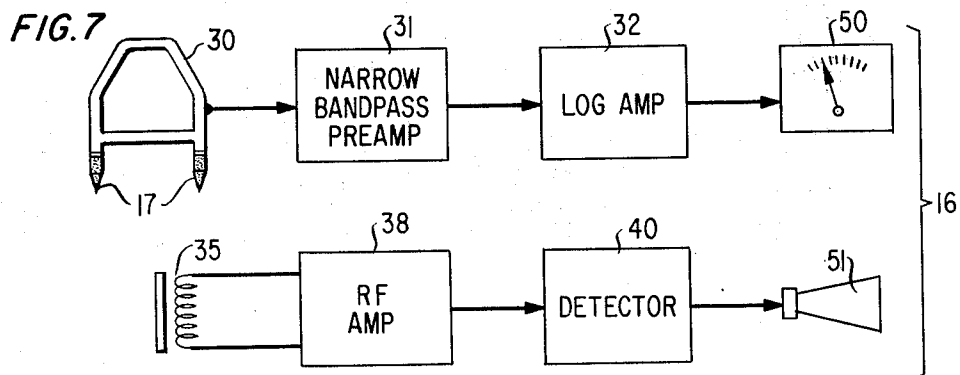 FIG.7
30
31
32
50
NARROW
BANDPASS
PREAMP
LOG AMP
17
16
35
38
40
51
RF
AMP
DETECTOR